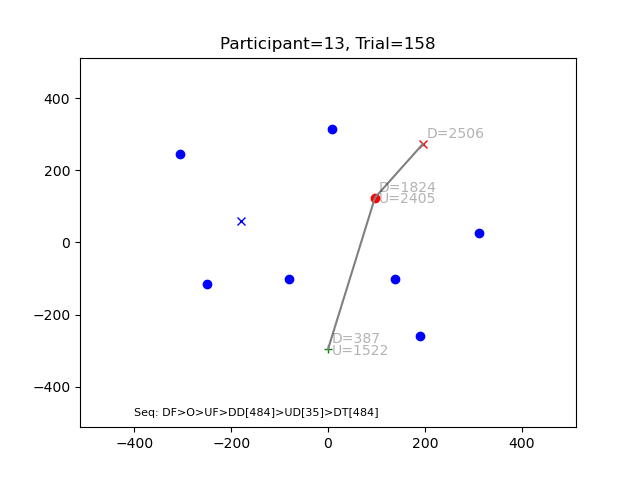 Participant=13, Trial=158
400
200
0
−200
−400
D=2506
D=1824
U=2405
D=387
U=1522
Seq: DF>O>UF>DD[484]>UD[35]>DT[484]
−400
−200
0
200
400